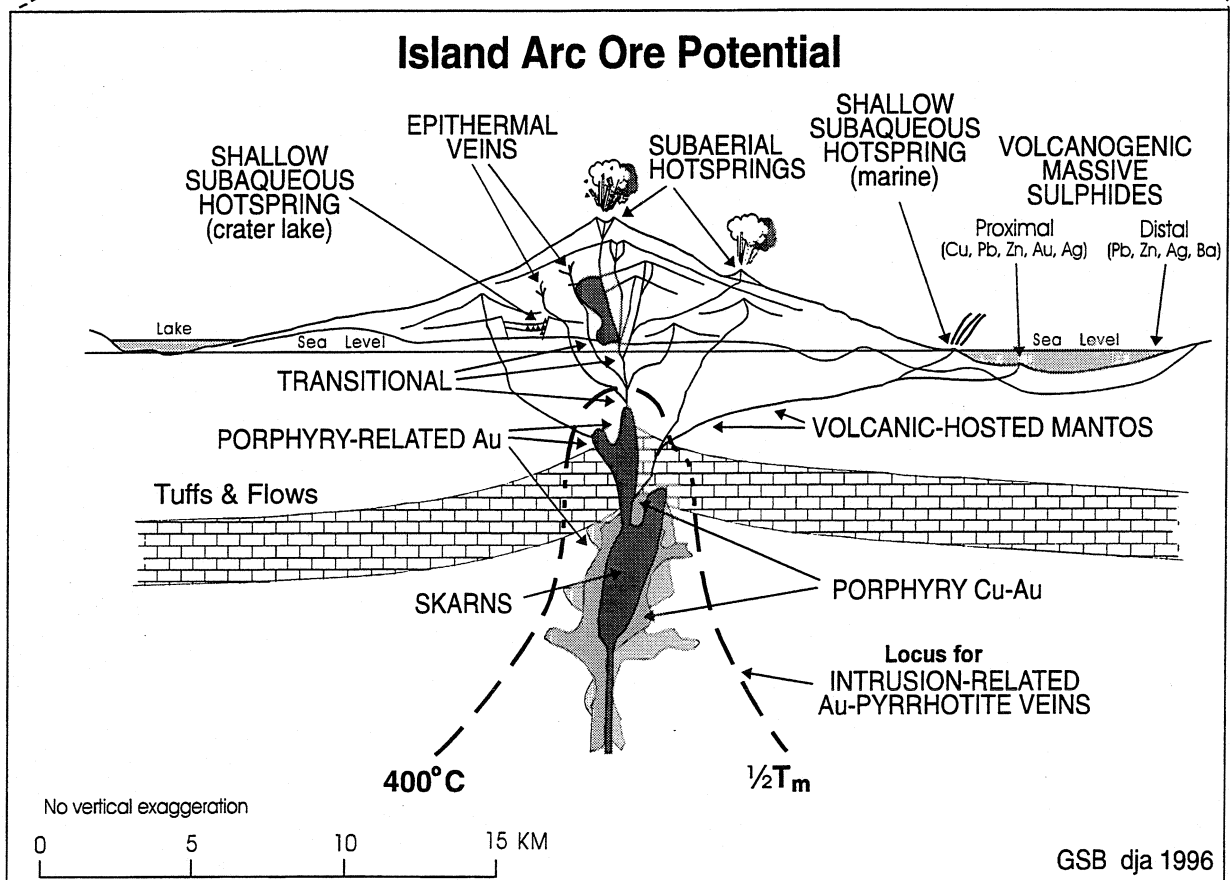 Island Arc Ore Potential
EPITHERMAL
VEINS
SHALLOW
SUBAQUEOUS
HOTSPRING
(crater lake)
SUBAERIAL
HOTSPRINGS
SHALLOW
SUBAQUEOUS
HOTSPRING
(marine)
VOLCANOGENIC
MASSIVE
SULPHIDES
Proximal
(Cu, Pb, Zn, Au, Ag)
Distal
(Pb, Zn, Ag, Ba)
Lake
Sea Level
Sea Level
TRANSITIONAL
PORPHYRY-RELATED Au
VOLCANIC-HOSTED MANTOS
Tuffs & Flows
SKARNS
PORPHYRY Cu-Au
Locus for
INTRUSION-RELATED
Au-PYRRHOTITE VEINS
400°C
½Tm
No vertical exaggeration
0 5 10 15 KM
GSB dja 1996